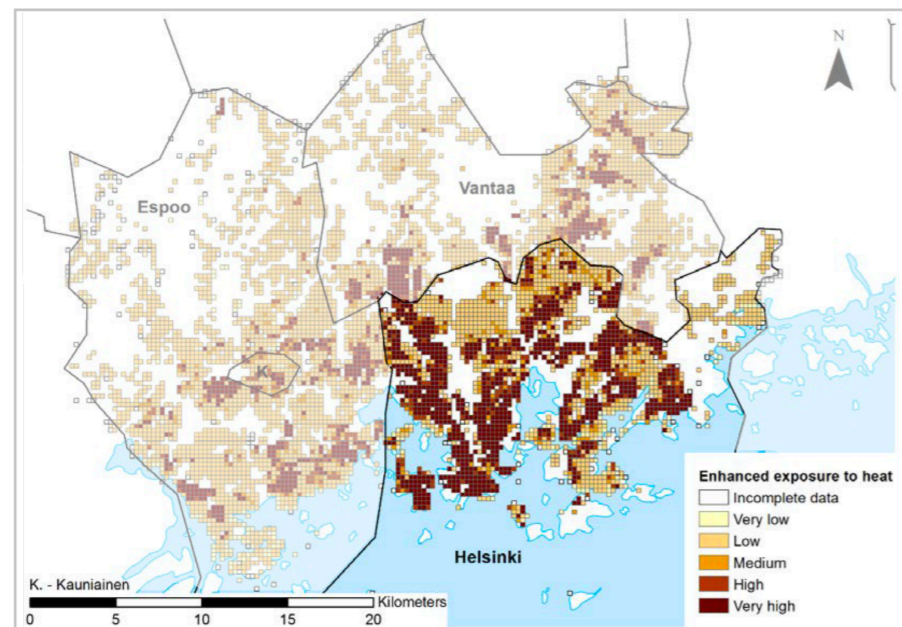 N
Vantaa
Espoo
K
Helsinki
Enhanced exposure to heat
Incomplete data
Very low
Low
Medium
High
Very high
K. - Kauniainen
Kilometers
0 5 10 15 20